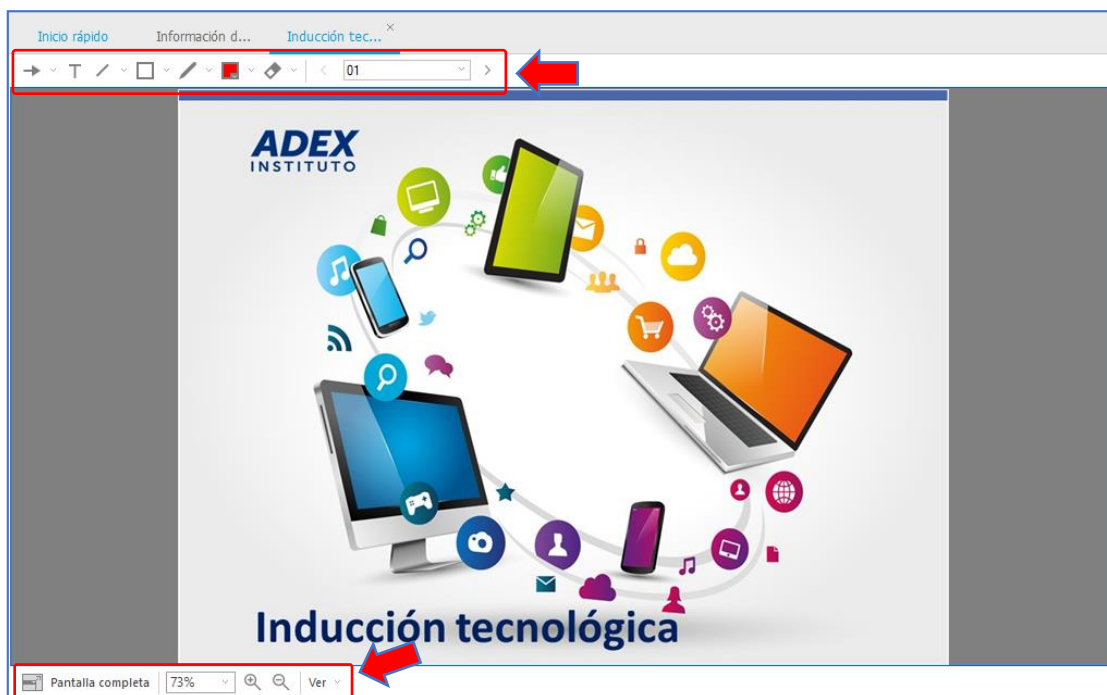 Inicio rápido Información d... Inducción tec...
01
ADEX
INSTITUTO
Inducción tecnológica
Pantalla completa 73% Ver